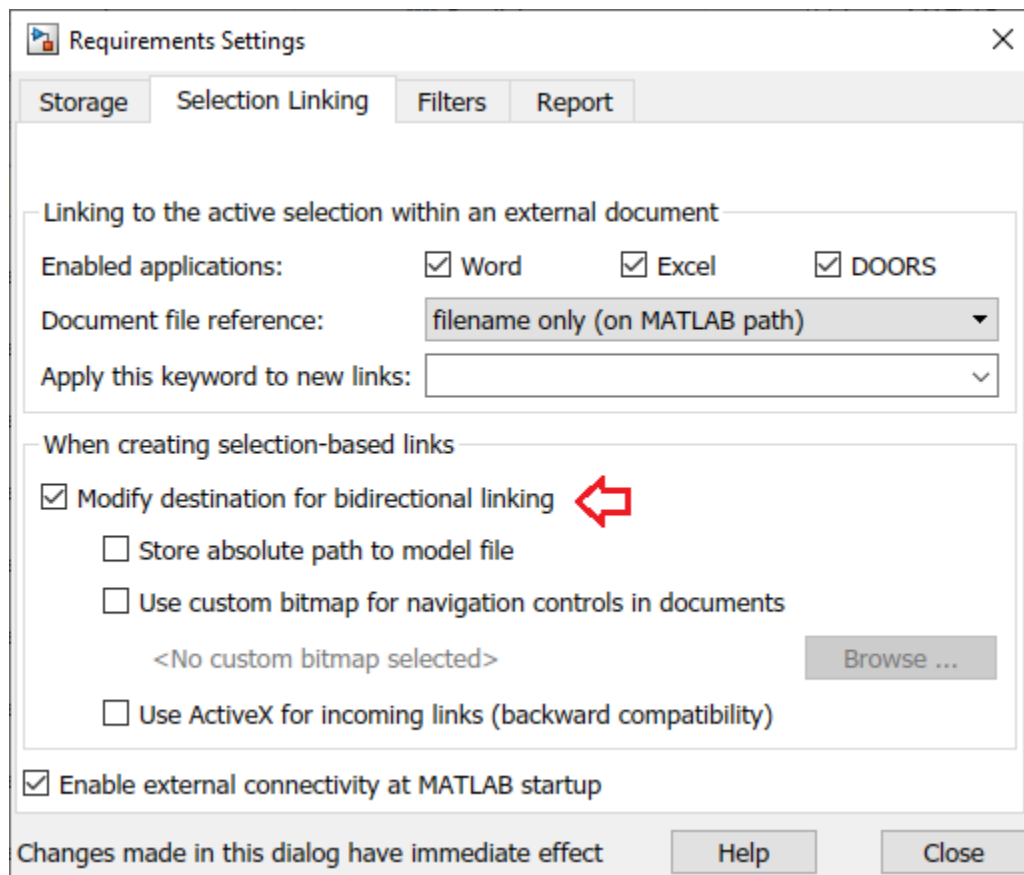 Requirements Settings
Storage Selection Linking Filters Report
Linking to the active selection within an external document
Enabled applications: Word Excel DOORS
Document file reference: filename only (on MATLAB path)
Apply this keyword to new links:
When creating selection-based links
Modify destination for bidirectional linking
Store absolute path to model file
Use custom bitmap for navigation controls in documents
<No custom bitmap selected> Browse ...
Use ActiveX for incoming links (backward compatibility)
Enable external connectivity at MATLAB startup
Changes made in this dialog have immediate effect Help Close